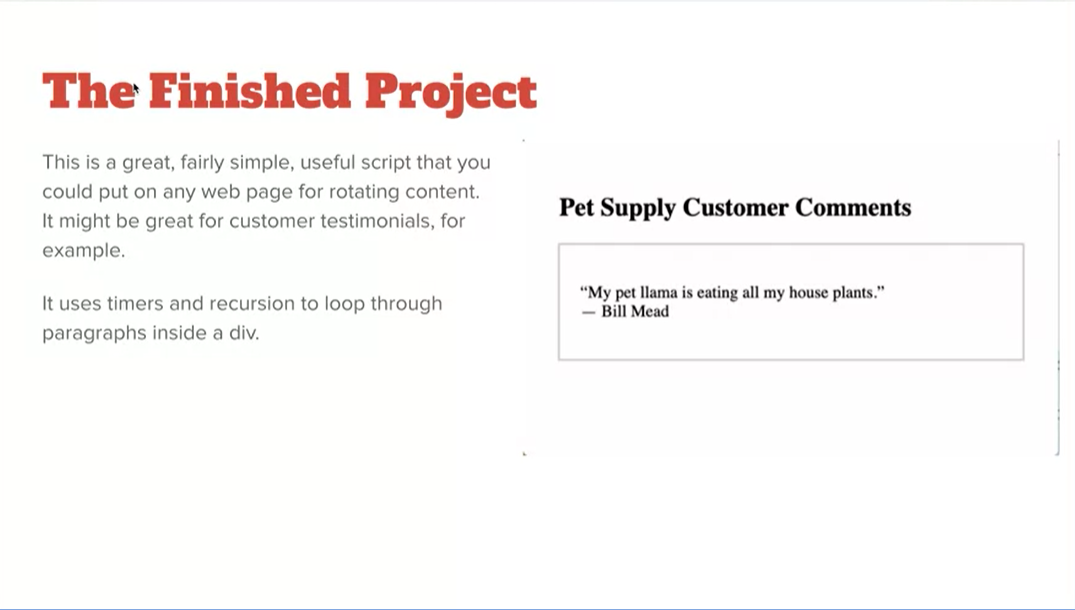 The Finished Project
This is a great, fairly simple, useful script that you
could put on any web page for rotating content.
It might be great for customer testimonials, for
example.
It uses timers and recursion to loop through
paragraphs inside a div.
Pet Supply Customer Comments
“My pet llama is eating all my house plants.”
— Bill Mead